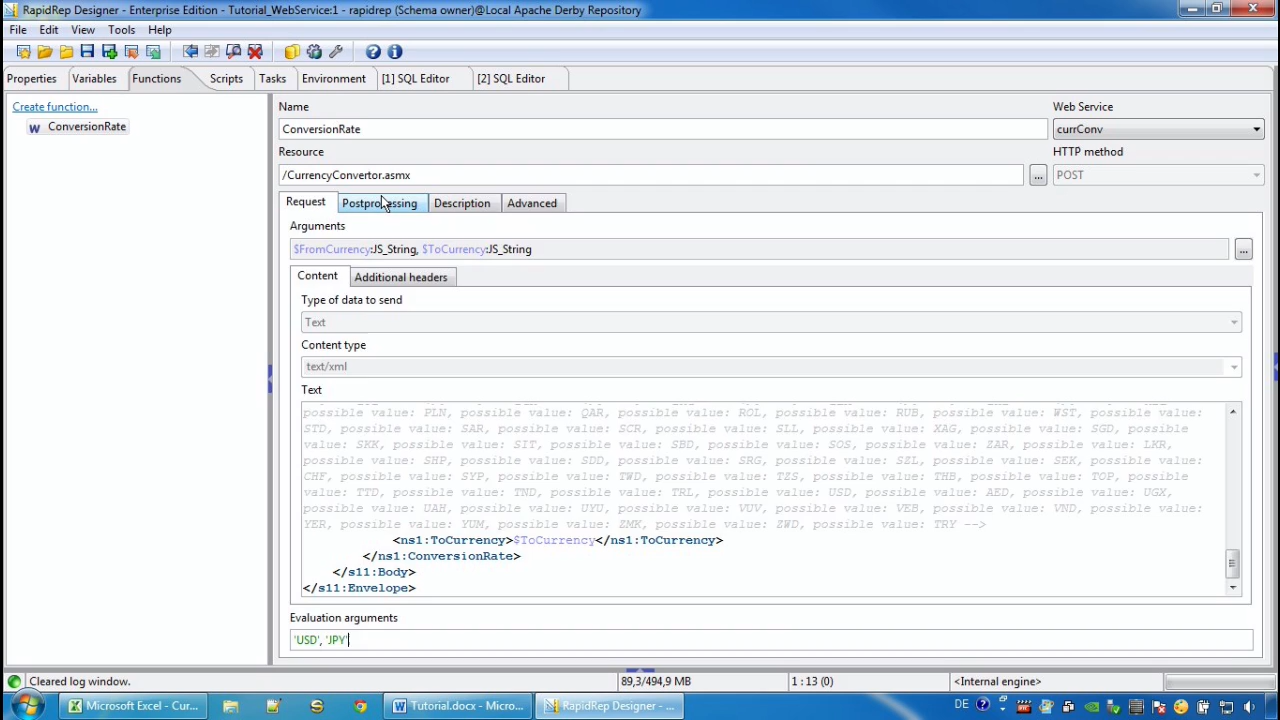 RapidRep Designer - Enterprise Edition - Tutorial_WebService:1 - rapidrep (Schema owner)@Local Apache Derby Repository
File Edit View Tools Help
Properties Variables Functions Scripts Tasks Environment [1] SQL Editor [2] SQL Editor
Create function...
W ConversionRate
Name
Web Service
ConversionRate
currConv
Resource
HTTP method
/CurrencyConvertor.asmx
...
POST
Request Postprocessing Description Advanced
Arguments
$FromCurrency:JS_String, $ToCurrency:JS_String
...
Content Additional headers
Type of data to send
Text
Content type
text/xml
Text
possible value: PLN, possible value: QAR, possible value: ROL, possible value: RUB, possible value: WST, possible value:
STD, possible value: SAR, possible value: SCR, possible value: SLL, possible value: XAG, possible value: SGD, possible
value: SKK, possible value: SIT, possible value: SBD, possible value: SOS, possible value: ZAR, possible value: LKR,
possible value: SHP, possible value: SDD, possible value: SRG, possible value: SZL, possible value: SEK, possible value:
CHF, possible value: SYP, possible value: TWD, possible value: TZS, possible value: THB, possible value: TOP, possible
value: TTD, possible value: TND, possible value: TRL, possible value: USD, possible value: AED, possible value: UGX,
possible value: UAH, possible value: UYU, possible value: VUV, possible value: VEB, possible value: VND, possible value:
YER, possible value: YUM, possible value: ZMK, possible value: ZWD, possible value: TRY -->
<ns1:ToCurrency>$ToCurrency</ns1:ToCurrency>
</ns1:ConversionRate>
</s11:Body>
</s11:Envelope>
Evaluation arguments
'USD', 'JPY'
Cleared log window.
89,3/494,9 MB
1 : 13 (0)
<Internal engine>
Microsoft Excel - Cur...
Tutorial.docx - Micro...
RapidRep Designer - ...
DE